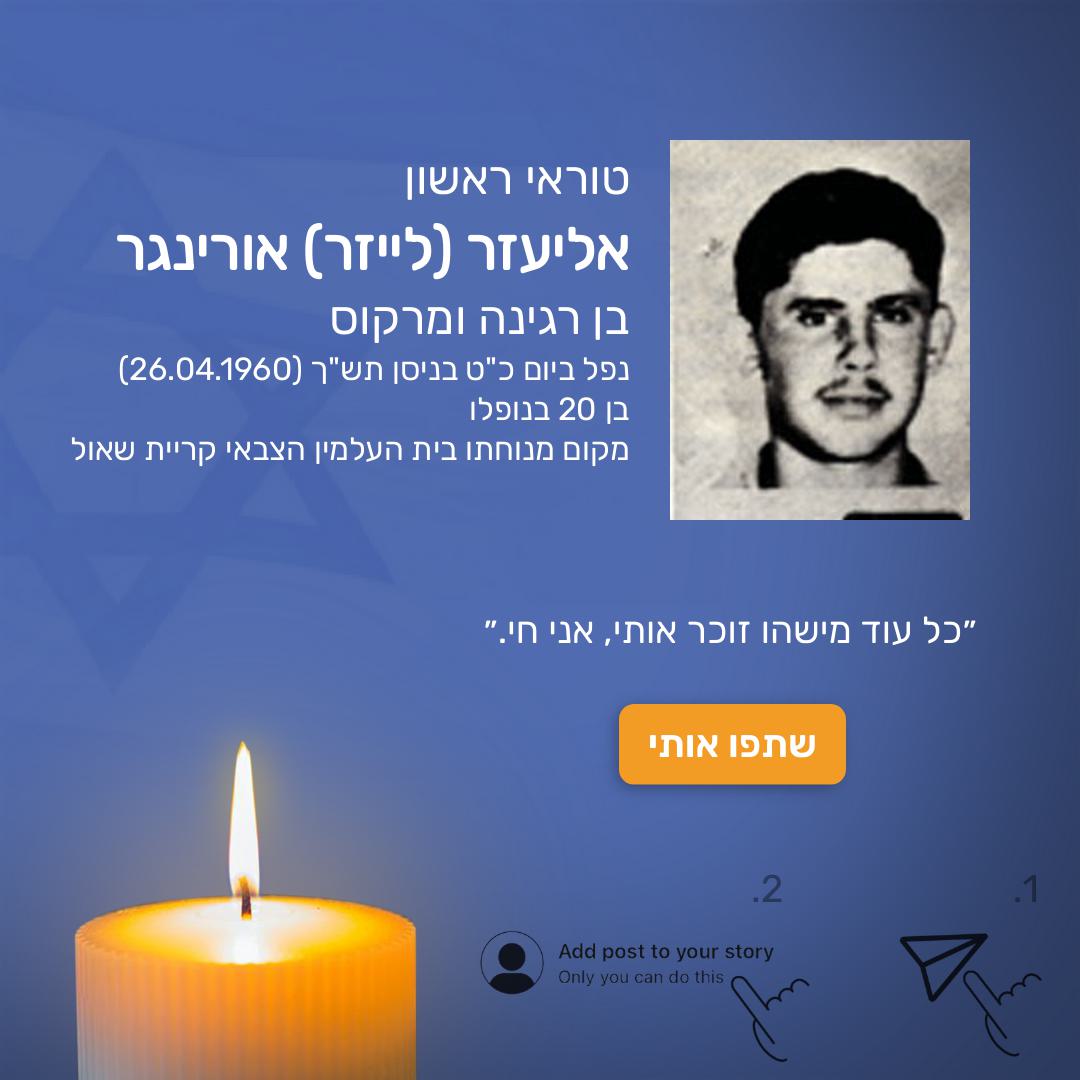 טוראי ראשון
אליעזר (לייזר) אורינגר
בן רגינה ומרקוס
נפל ביום כ"ט בניסן תש"ך (26.04.1960)
בן 20 בנופלו
מקום מנוחתו בית העלמין הצבאי קריית שאול
״כל עוד מישהו זוכר אותי, אני חי.״
שתפו אותי
.1
.2
Add post to your story
Only you can do this